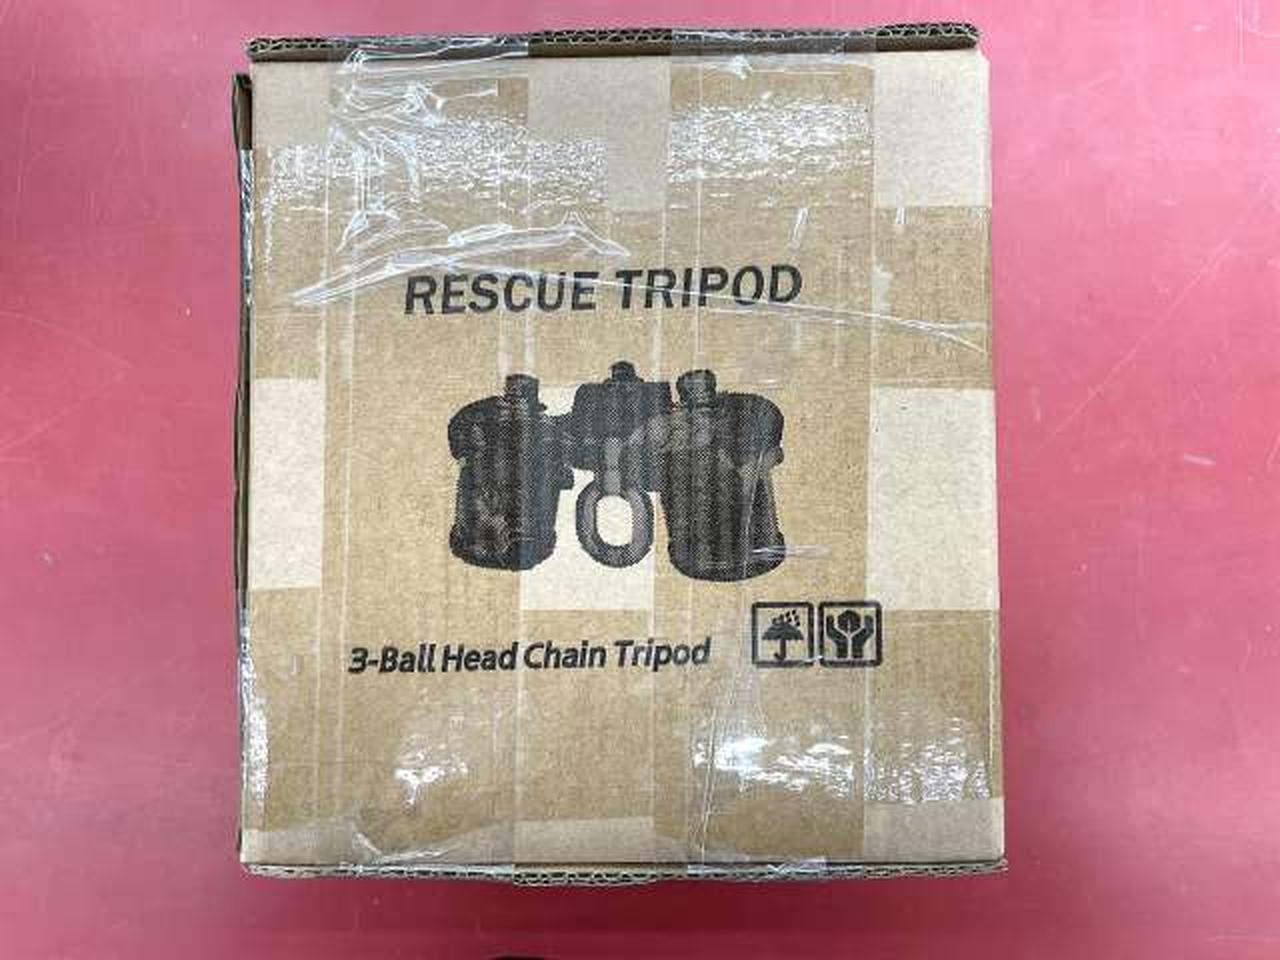 RESCUE TRIPOD
3-Ball Head Chain Tripod